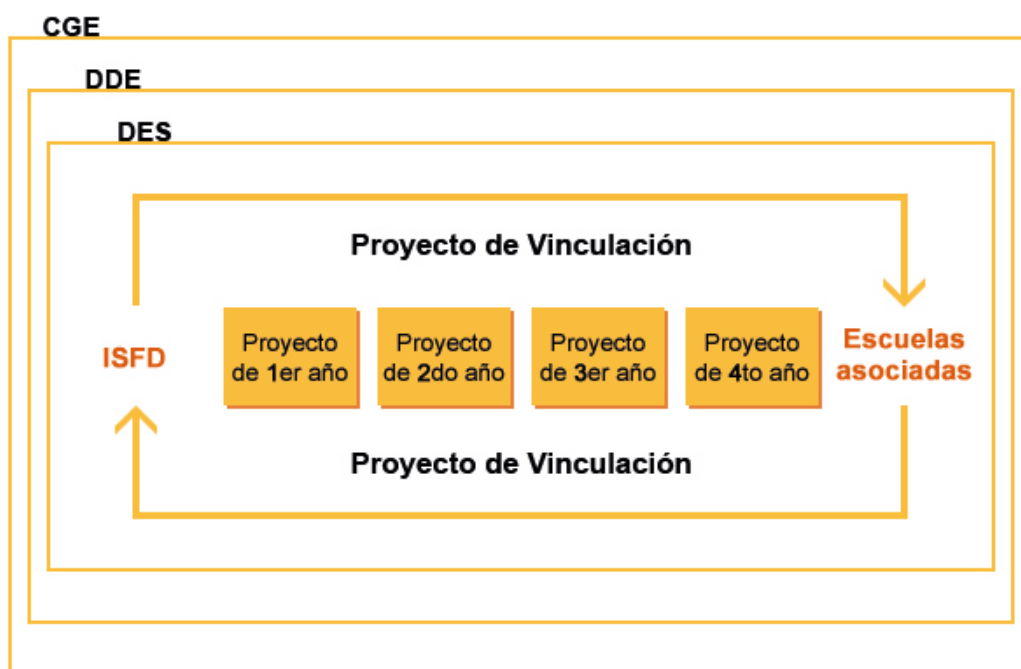 CGE
DDE
DES
Proyecto de Vinculación
ISFD
Proyecto
de 1er año
Proyecto
de 2do año
Proyecto
de 3er año
Proyecto
de 4to año
Escuelas
asociadas
Proyecto de Vinculación